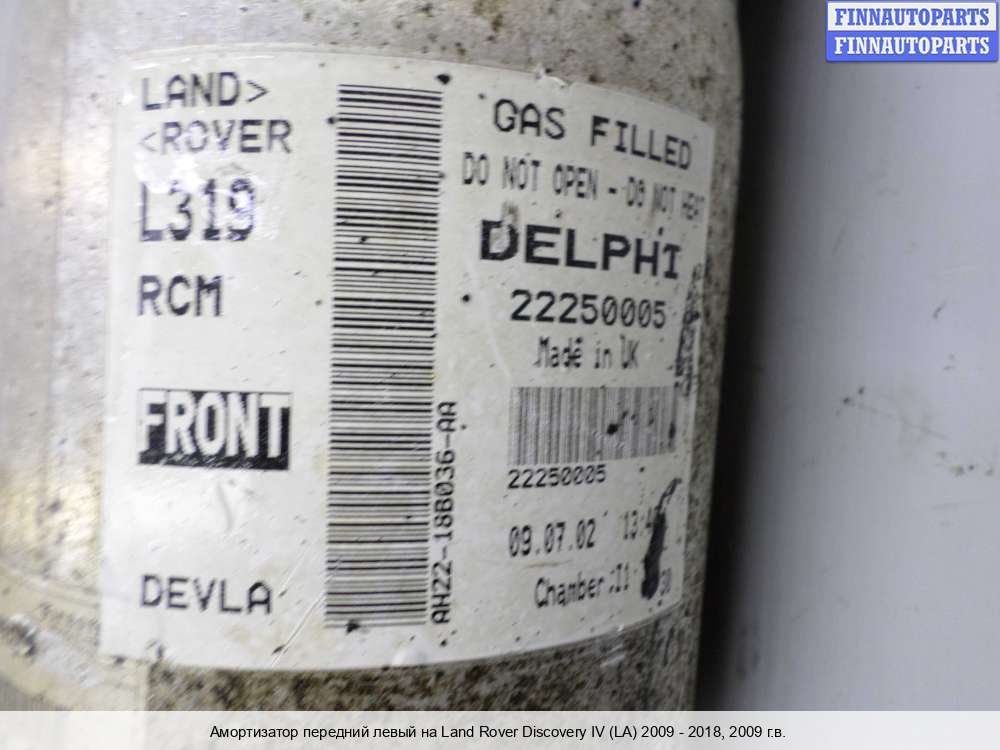 FINNAUTOPARTS
FINNAUTOPARTS
LAND>
<ROVER
L319
RCM
FRONT
DEVLA
AH22-18B036-AA
GAS FILLED
DO NOT OPEN - DO NOT HEAT
DELPHI
22250005
Made in UK
22250005
09.07.02
Chamber
Амортизатор передний левый на Land Rover Discovery IV (LA) 2009 - 2018, 2009 г.в.